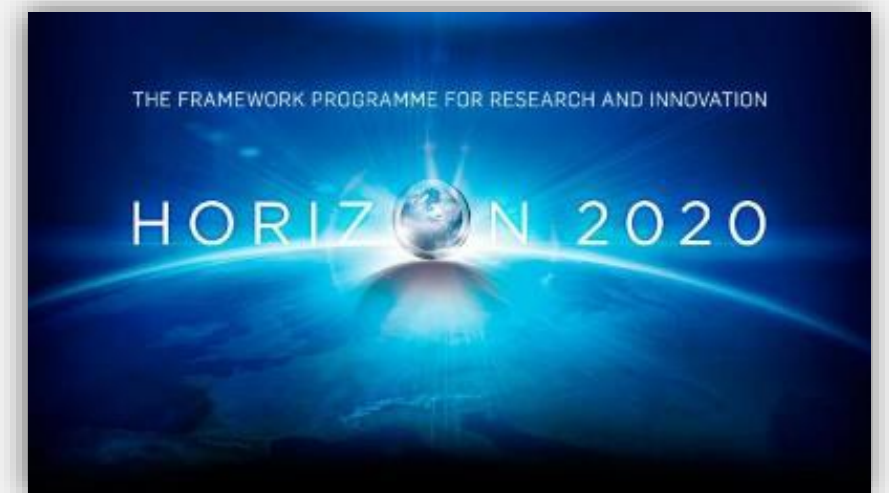 THE FRAMEWORK PROGRAMME FOR RESEARCH AND INNOVATION
HORIZON 2020